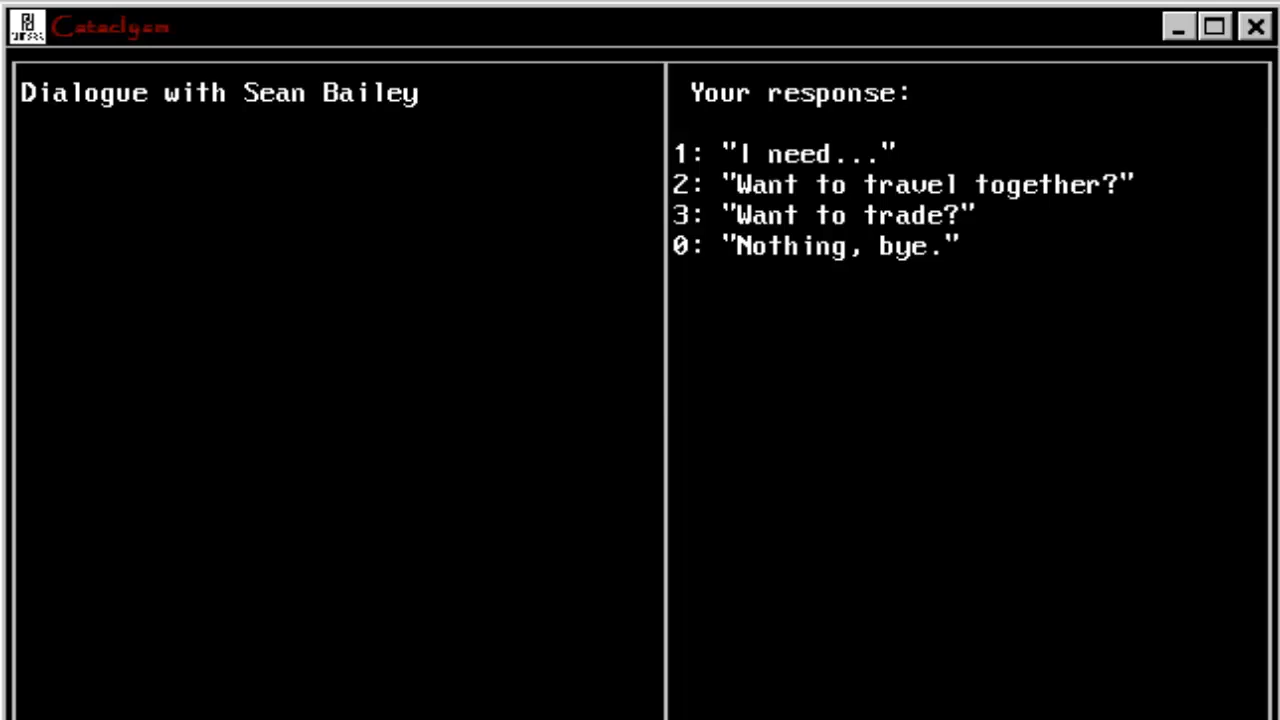 Cataclysm
Dialogue with Sean Bailey
Your response:
1: "I need..."
2: "Want to travel together?"
3: "Want to trade?"
0: "Nothing, bye."